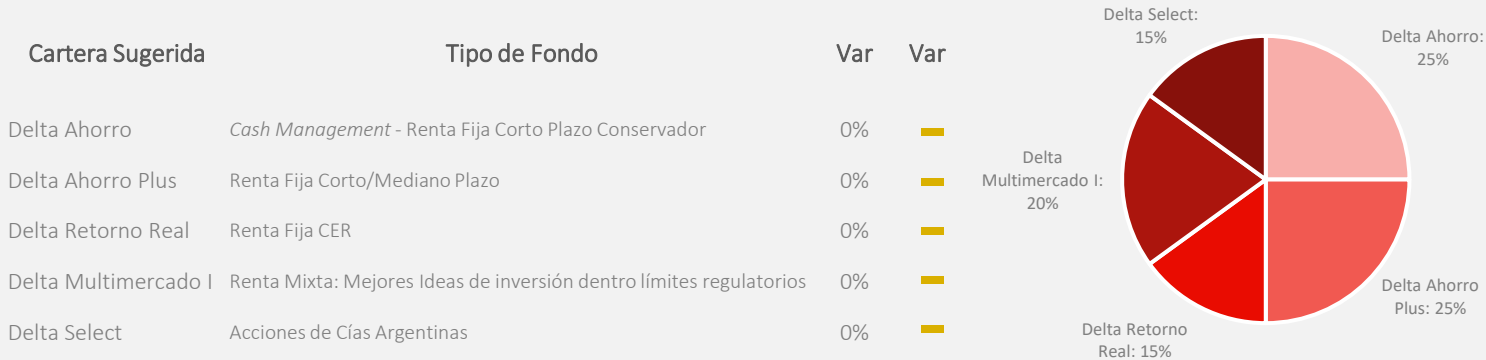 Cartera Sugerida Tipo de Fondo Var Var
Delta Ahorro Cash Management - Renta Fija Corto Plazo Conservador 0%
Delta Ahorro Plus Renta Fija Corto/Mediano Plazo 0%
Delta Retorno Real Renta Fija CER 0%
Delta Multimercado I Renta Mixta: Mejores Ideas de inversión dentro límites regulatorios 0%
Delta Select Acciones de Cías Argentinas 0%
Delta Select:
15%
Delta Ahorro:
25%
Delta
Multimercado I:
20%
Delta Ahorro
Plus: 25%
Delta Retorno
Real: 15%